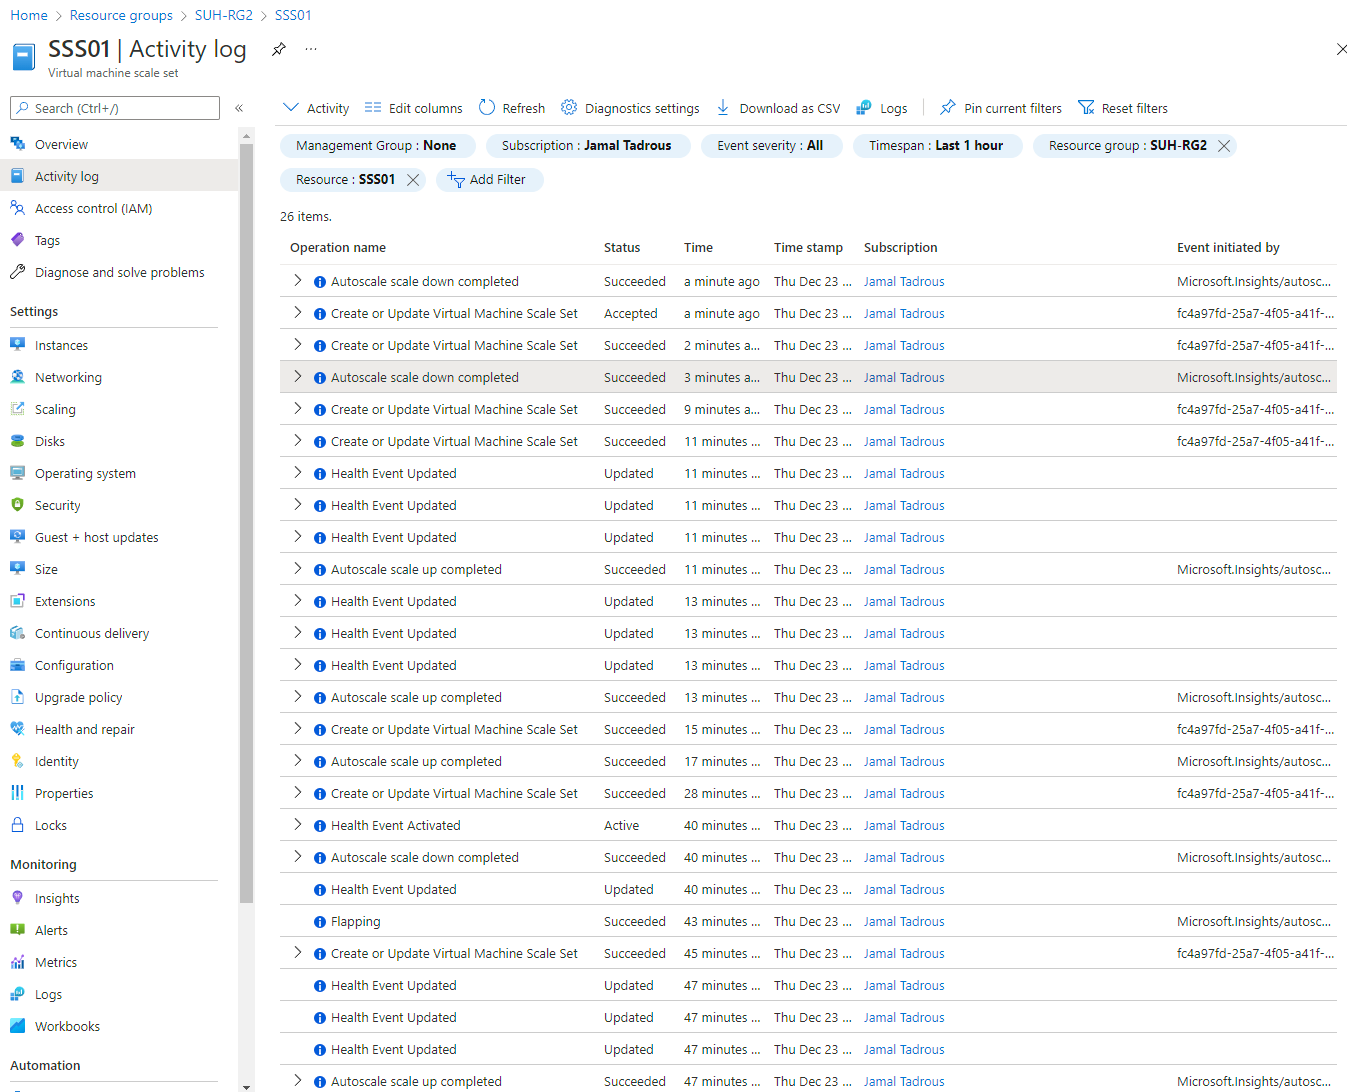 Home > Resource groups > SUH-RG2 > SSS01
SSS01 | Activity log ...
Virtual machine scale set
Search (Ctrl+/)
«
Overview
Activity log
Access control (IAM)
Tags
Diagnose and solve problems
Settings
Instances
Networking
Scaling
Disks
Operating system
Security
Guest + host updates
Size
Extensions
Continuous delivery
Configuration
Upgrade policy
Health and repair
Identity
Properties
Locks
Monitoring
Insights
Alerts
Metrics
Logs
Workbooks
Automation
Activity Edit columns Refresh Diagnostics settings Download as CSV Logs Pin current filters Reset filters
Management Group : None Subscription : Jamal Tadrous Event severity : All Timespan : Last 1 hour Resource group : SUH-RG2
Resource : SSS01 Add Filter
26 items.
Operation name Status Time Time stamp Subscription Event initiated by
Autoscale scale down completed Succeeded a minute ago Thu Dec 23 ... Jamal Tadrous Microsoft.Insights/autosc...
Create or Update Virtual Machine Scale Set Accepted a minute ago Thu Dec 23 ... Jamal Tadrous fc4a97fd-25a7-4f05-a41f-...
Create or Update Virtual Machine Scale Set Succeeded 2 minutes a... Thu Dec 23 ... Jamal Tadrous fc4a97fd-25a7-4f05-a41f-...
Autoscale scale down completed Succeeded 3 minutes a... Thu Dec 23 ... Jamal Tadrous Microsoft.Insights/autosc...
Create or Update Virtual Machine Scale Set Succeeded 9 minutes a... Thu Dec 23 ... Jamal Tadrous fc4a97fd-25a7-4f05-a41f-...
Create or Update Virtual Machine Scale Set Succeeded 11 minutes ... Thu Dec 23 ... Jamal Tadrous fc4a97fd-25a7-4f05-a41f-...
Health Event Updated Updated 11 minutes ... Thu Dec 23 ... Jamal Tadrous
Health Event Updated Updated 11 minutes ... Thu Dec 23 ... Jamal Tadrous
Health Event Updated Updated 11 minutes ... Thu Dec 23 ... Jamal Tadrous
Autoscale scale up completed Succeeded 11 minutes ... Thu Dec 23 ... Jamal Tadrous Microsoft.Insights/autosc...
Health Event Updated Updated 13 minutes ... Thu Dec 23 ... Jamal Tadrous
Health Event Updated Updated 13 minutes ... Thu Dec 23 ... Jamal Tadrous
Health Event Updated Updated 13 minutes ... Thu Dec 23 ... Jamal Tadrous
Autoscale scale up completed Succeeded 13 minutes ... Thu Dec 23 ... Jamal Tadrous Microsoft.Insights/autosc...
Create or Update Virtual Machine Scale Set Succeeded 15 minutes ... Thu Dec 23 ... Jamal Tadrous fc4a97fd-25a7-4f05-a41f-...
Autoscale scale up completed Succeeded 17 minutes ... Thu Dec 23 ... Jamal Tadrous Microsoft.Insights/autosc...
Create or Update Virtual Machine Scale Set Succeeded 28 minutes ... Thu Dec 23 ... Jamal Tadrous fc4a97fd-25a7-4f05-a41f-...
Health Event Activated Active 40 minutes ... Thu Dec 23 ... Jamal Tadrous
Autoscale scale down completed Succeeded 40 minutes ... Thu Dec 23 ... Jamal Tadrous Microsoft.Insights/autosc...
Health Event Updated Updated 40 minutes ... Thu Dec 23 ... Jamal Tadrous
Flapping Succeeded 43 minutes ... Thu Dec 23 ... Jamal Tadrous Microsoft.Insights/autosc...
Create or Update Virtual Machine Scale Set Succeeded 45 minutes ... Thu Dec 23 ... Jamal Tadrous fc4a97fd-25a7-4f05-a41f-...
Health Event Updated Updated 47 minutes ... Thu Dec 23 ... Jamal Tadrous
Health Event Updated Updated 47 minutes ... Thu Dec 23 ... Jamal Tadrous
Health Event Updated Updated 47 minutes ... Thu Dec 23 ... Jamal Tadrous
Autoscale scale up completed Succeeded 47 minutes ... Thu Dec 23 ... Jamal Tadrous Microsoft.Insights/autosc...